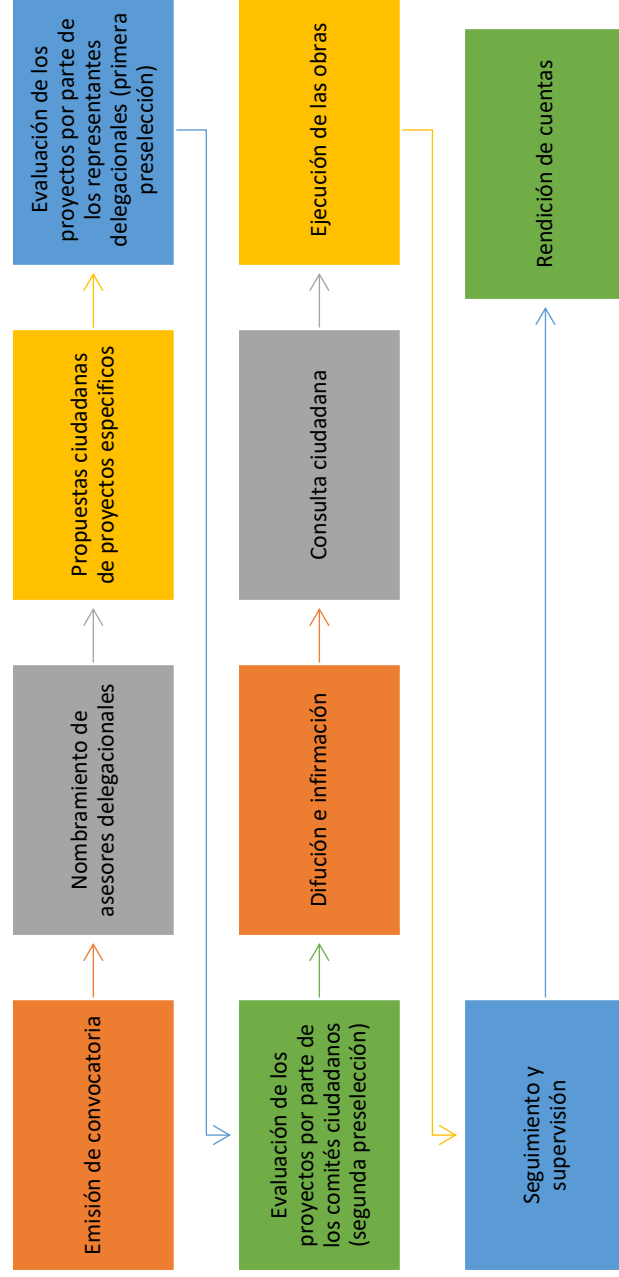 Emisión de convocatoria
Nombramiento de
asesores delegacionales
Propuestas ciudadanas
de proyectos especificos
Evaluación de los
proyectos por parte de
los representantes
delegacionales (primera
preselección)
Evaluación de los
proyectos por parte de
los comités ciudadanos
(segunda preselección)
Difución e infirmación
Consulta ciudadana
Ejecución de las obras
Seguimiento y
supervisión
Rendición de cuentas